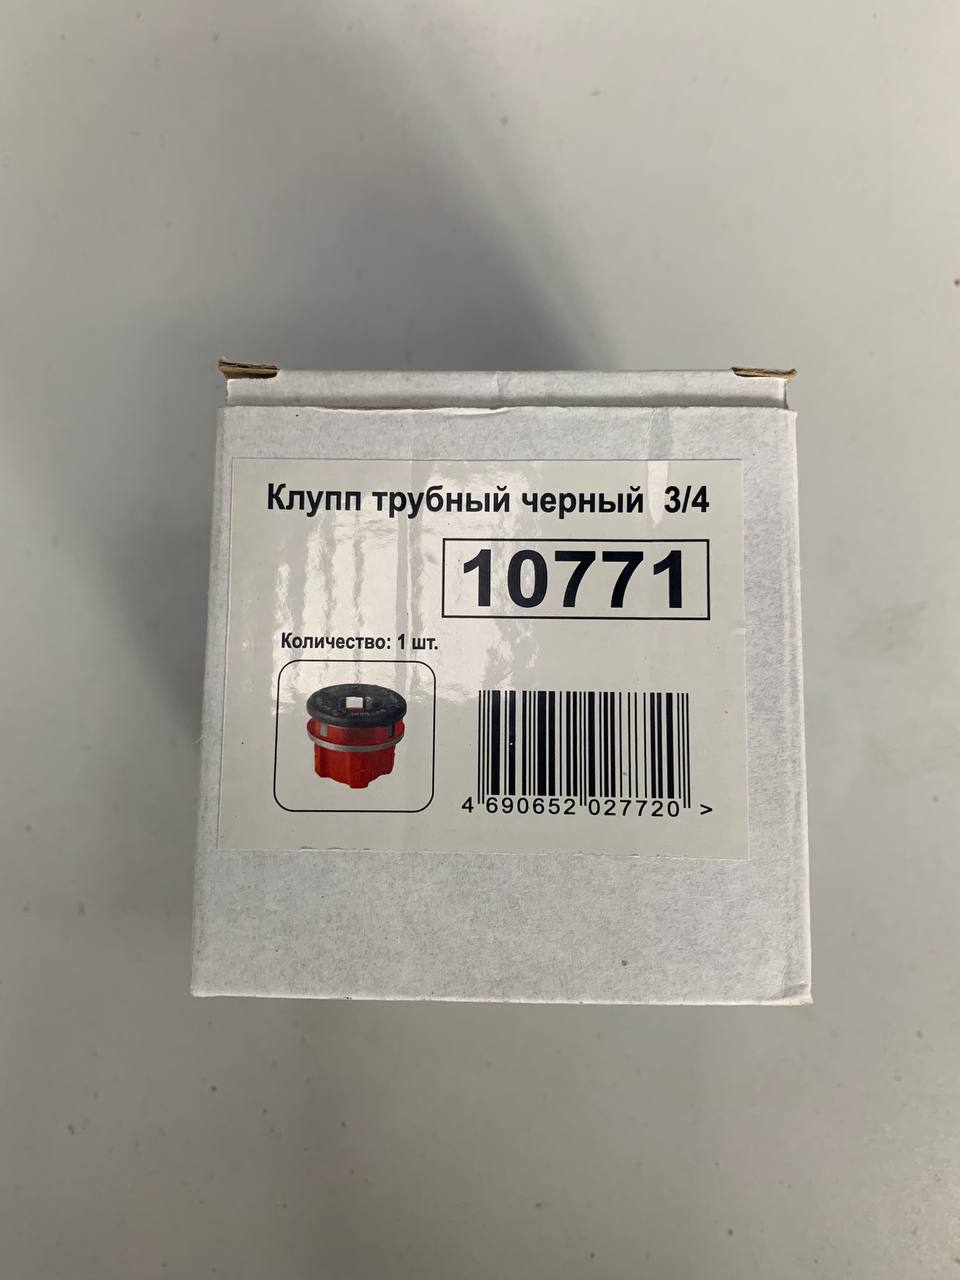 Клупп трубный черный 3/4
10771
Количество: 1 шт.
4 690652 027720 >